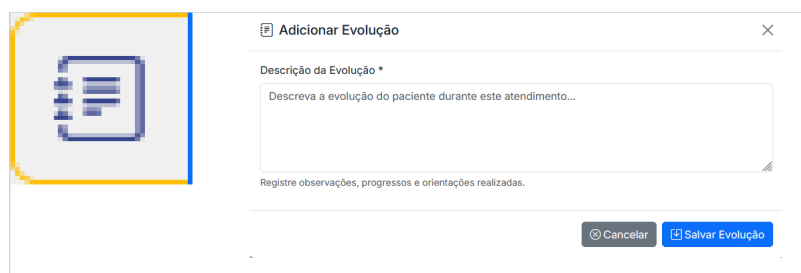 Adicionar Evolução
Descrição da Evolução *
Descreva a evolução do paciente durante este atendimento...
Registre observações, progressos e orientações realizadas.
Cancelar
Salvar Evolução